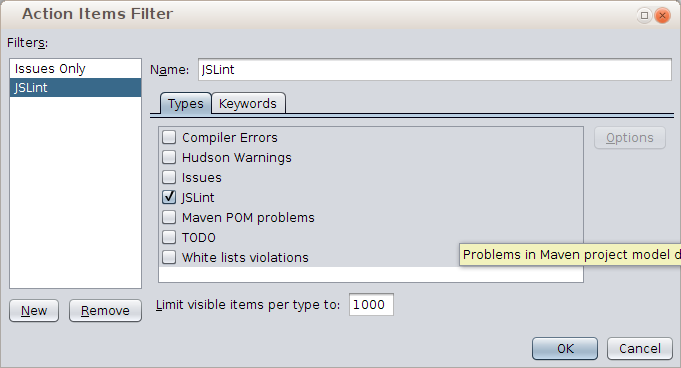 Action Items Filter
Filters:
Issues Only
JSLint
Name: JSLint
Types Keywords
Compiler Errors
Hudson Warnings
Issues
JSLint
Maven POM problems
TODO
White lists violations
Options
Problems in Maven project model d
Limit visible items per type to: 1000
New Remove
OK Cancel